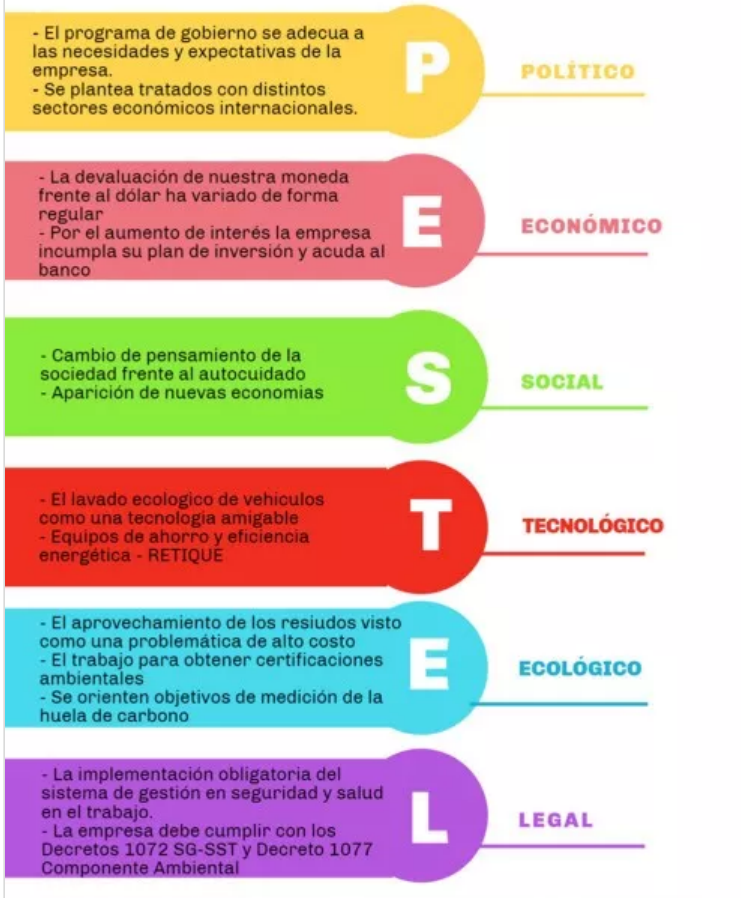 - El programa de gobierno se adecua a
las necesidades y expectativas de la
empresa.
- Se plantea tratados con distintos
sectores económicos internacionales.
P
POLÍTICO
- La devaluación de nuestra moneda
frente al dólar ha variado de forma
regular
- Por el aumento de interés la empresa
incumpla su plan de inversión y acuda al
banco
E
ECONÓMICO
- Cambio de pensamiento de la
sociedad frente al autocuidado
- Aparición de nuevas economias
S
SOCIAL
- El lavado ecologico de vehiculos
como una tecnologia amigable
- Equipos de ahorro y eficiencia
energética - RETIQUE
T
TECNOLÓGICO
- El aprovechamiento de los resiudos visto
como una problemática de alto costo
- El trabajo para obtener certificaciones
ambientales
- Se orienten objetivos de medición de la
huela de carbono
E
ECOLÓGICO
- La implementación obligatoria del
sistema de gestión en seguridad y salud
en el trabajo.
- La empresa debe cumplir con los
Decretos 1072 SG-SST y Decreto 1077
Componente Ambiental
L
LEGAL